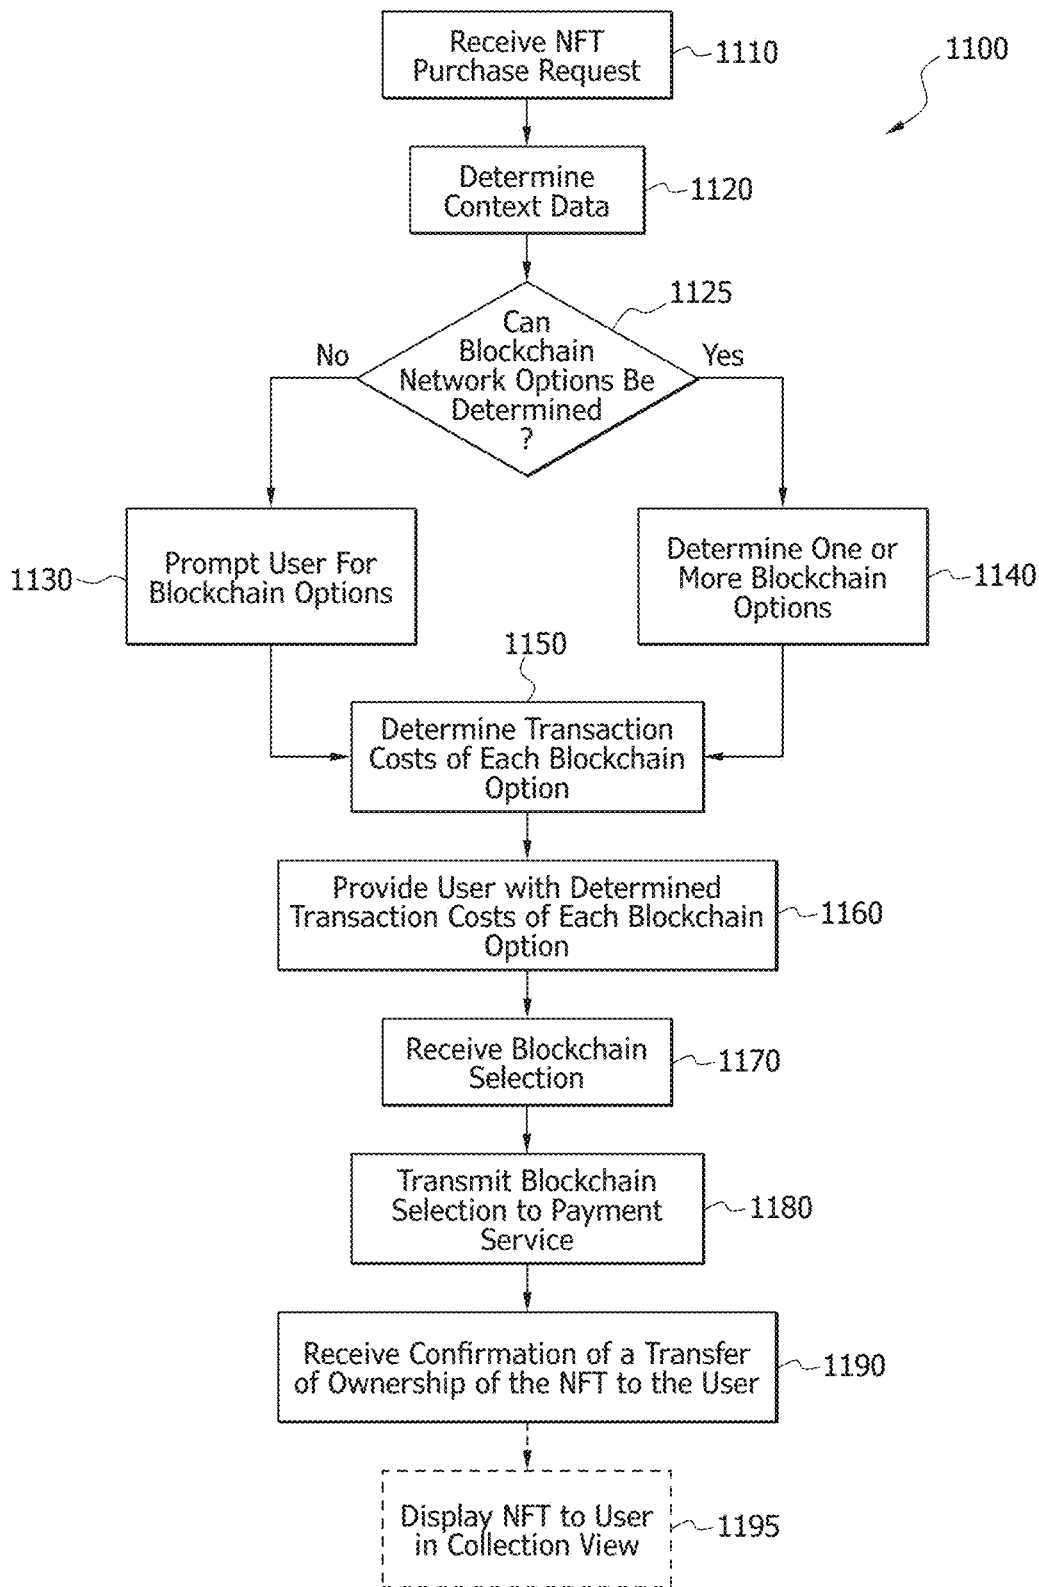 Receive NFT
Purchase Request
1110
1100
Determine
Context Data
1120
1125
Can
Blockchain
Network Options Be
Determined
?
No
Yes
Prompt User For
Blockchain Options
1130
Determine One or
More Blockchain
Options
1140
1150
Determine Transaction
Costs of Each Blockchain
Option
Provide User with Determined
Transaction Costs of Each Blockchain
Option
1160
Receive Blockchain
Selection
1170
Transmit Blockchain
Selection to Payment
Service
1180
Receive Confirmation of a Transfer
of Ownership of the NFT to the User
1190
Display NFT to User
in Collection View
1195